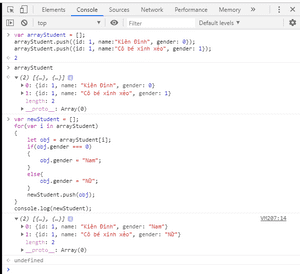 Elements Console Sources Network
top Filter Default levels ▾
> var arrayStudent = [];
arrayStudent.push({id: 1, name:"Kiên Đinh", gender: 0});
arrayStudent.push({id: 1, name:"Cô bé xinh xẻo", gender: 1});
< 2
> arrayStudent
< ▾ (2) [{…}, {…}]
▸ 0: {id: 1, name: "Kiên Đinh", gender: 0}
▸ 1: {id: 1, name: "Cô bé xinh xẻo", gender: 1}
length: 2
▸ __proto__: Array(0)
> var newStudent = [];
for(var i in arrayStudent)
{
let obj = arrayStudent[i];
if(obj.gender === 0)
{
obj.gender = "Nam";
}
else{
obj.gender = "Nữ";
}
newStudent.push(obj);
}
console.log(newStudent);
▾ (2) [{…}, {…}] VM207:14
▸ 0: {id: 1, name: "Kiên Đinh", gender: "Nam"}
▸ 1: {id: 1, name: "Cô bé xinh xẻo", gender: "Nữ"}
length: 2
▸ __proto__: Array(0)
< undefined
>